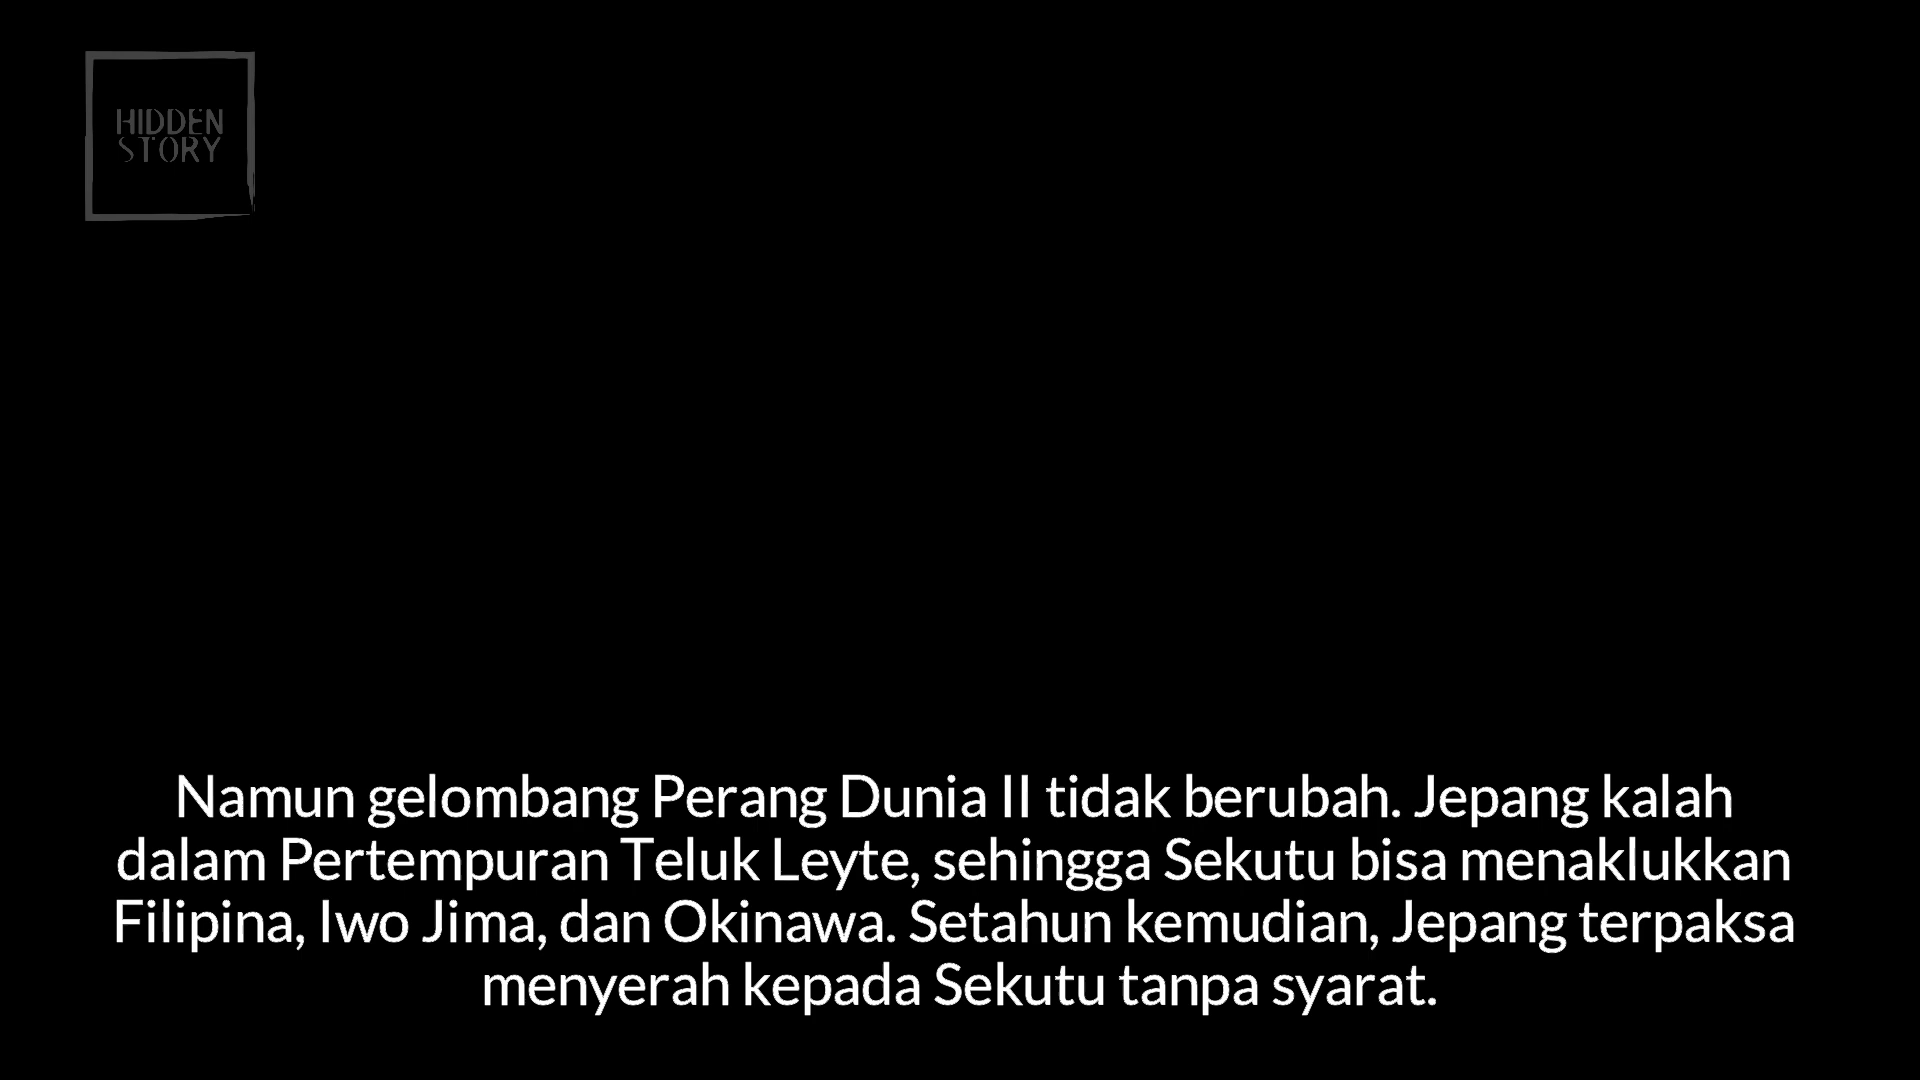 HIDDEN
STORY
Namun gelombang Perang Dunia II tidak berubah. Jepang kalah
dalam Pertempuran Teluk Leyte, sehingga Sekutu bisa menaklukkan
Filipina, Iwo Jima, dan Okinawa. Setahun kemudian, Jepang terpaksa
menyerah kepada Sekutu tanpa syarat.